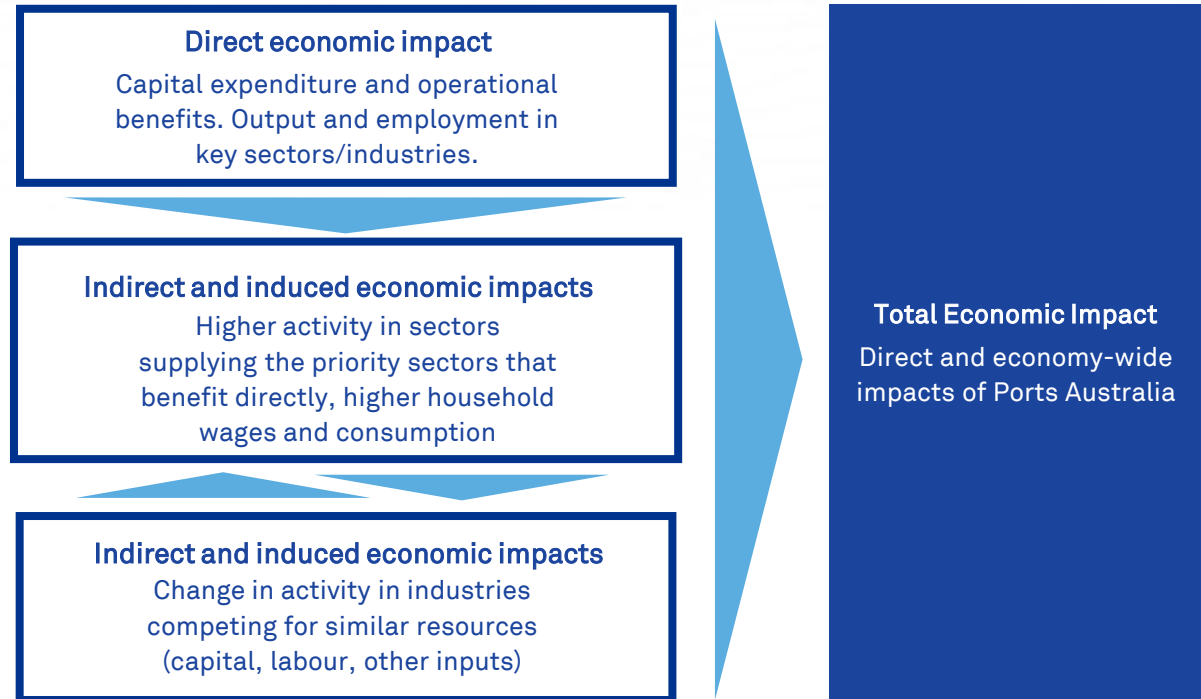 Direct economic impact
Capital expenditure and operational
benefits. Output and employment in
key sectors/industries.
Indirect and induced economic impacts
Higher activity in sectors
supplying the priority sectors that
benefit directly, higher household
wages and consumption
Indirect and induced economic impacts
Change in activity in industries
competing for similar resources
(capital, labour, other inputs)
Total Economic Impact
Direct and economy-wide
impacts of Ports Australia